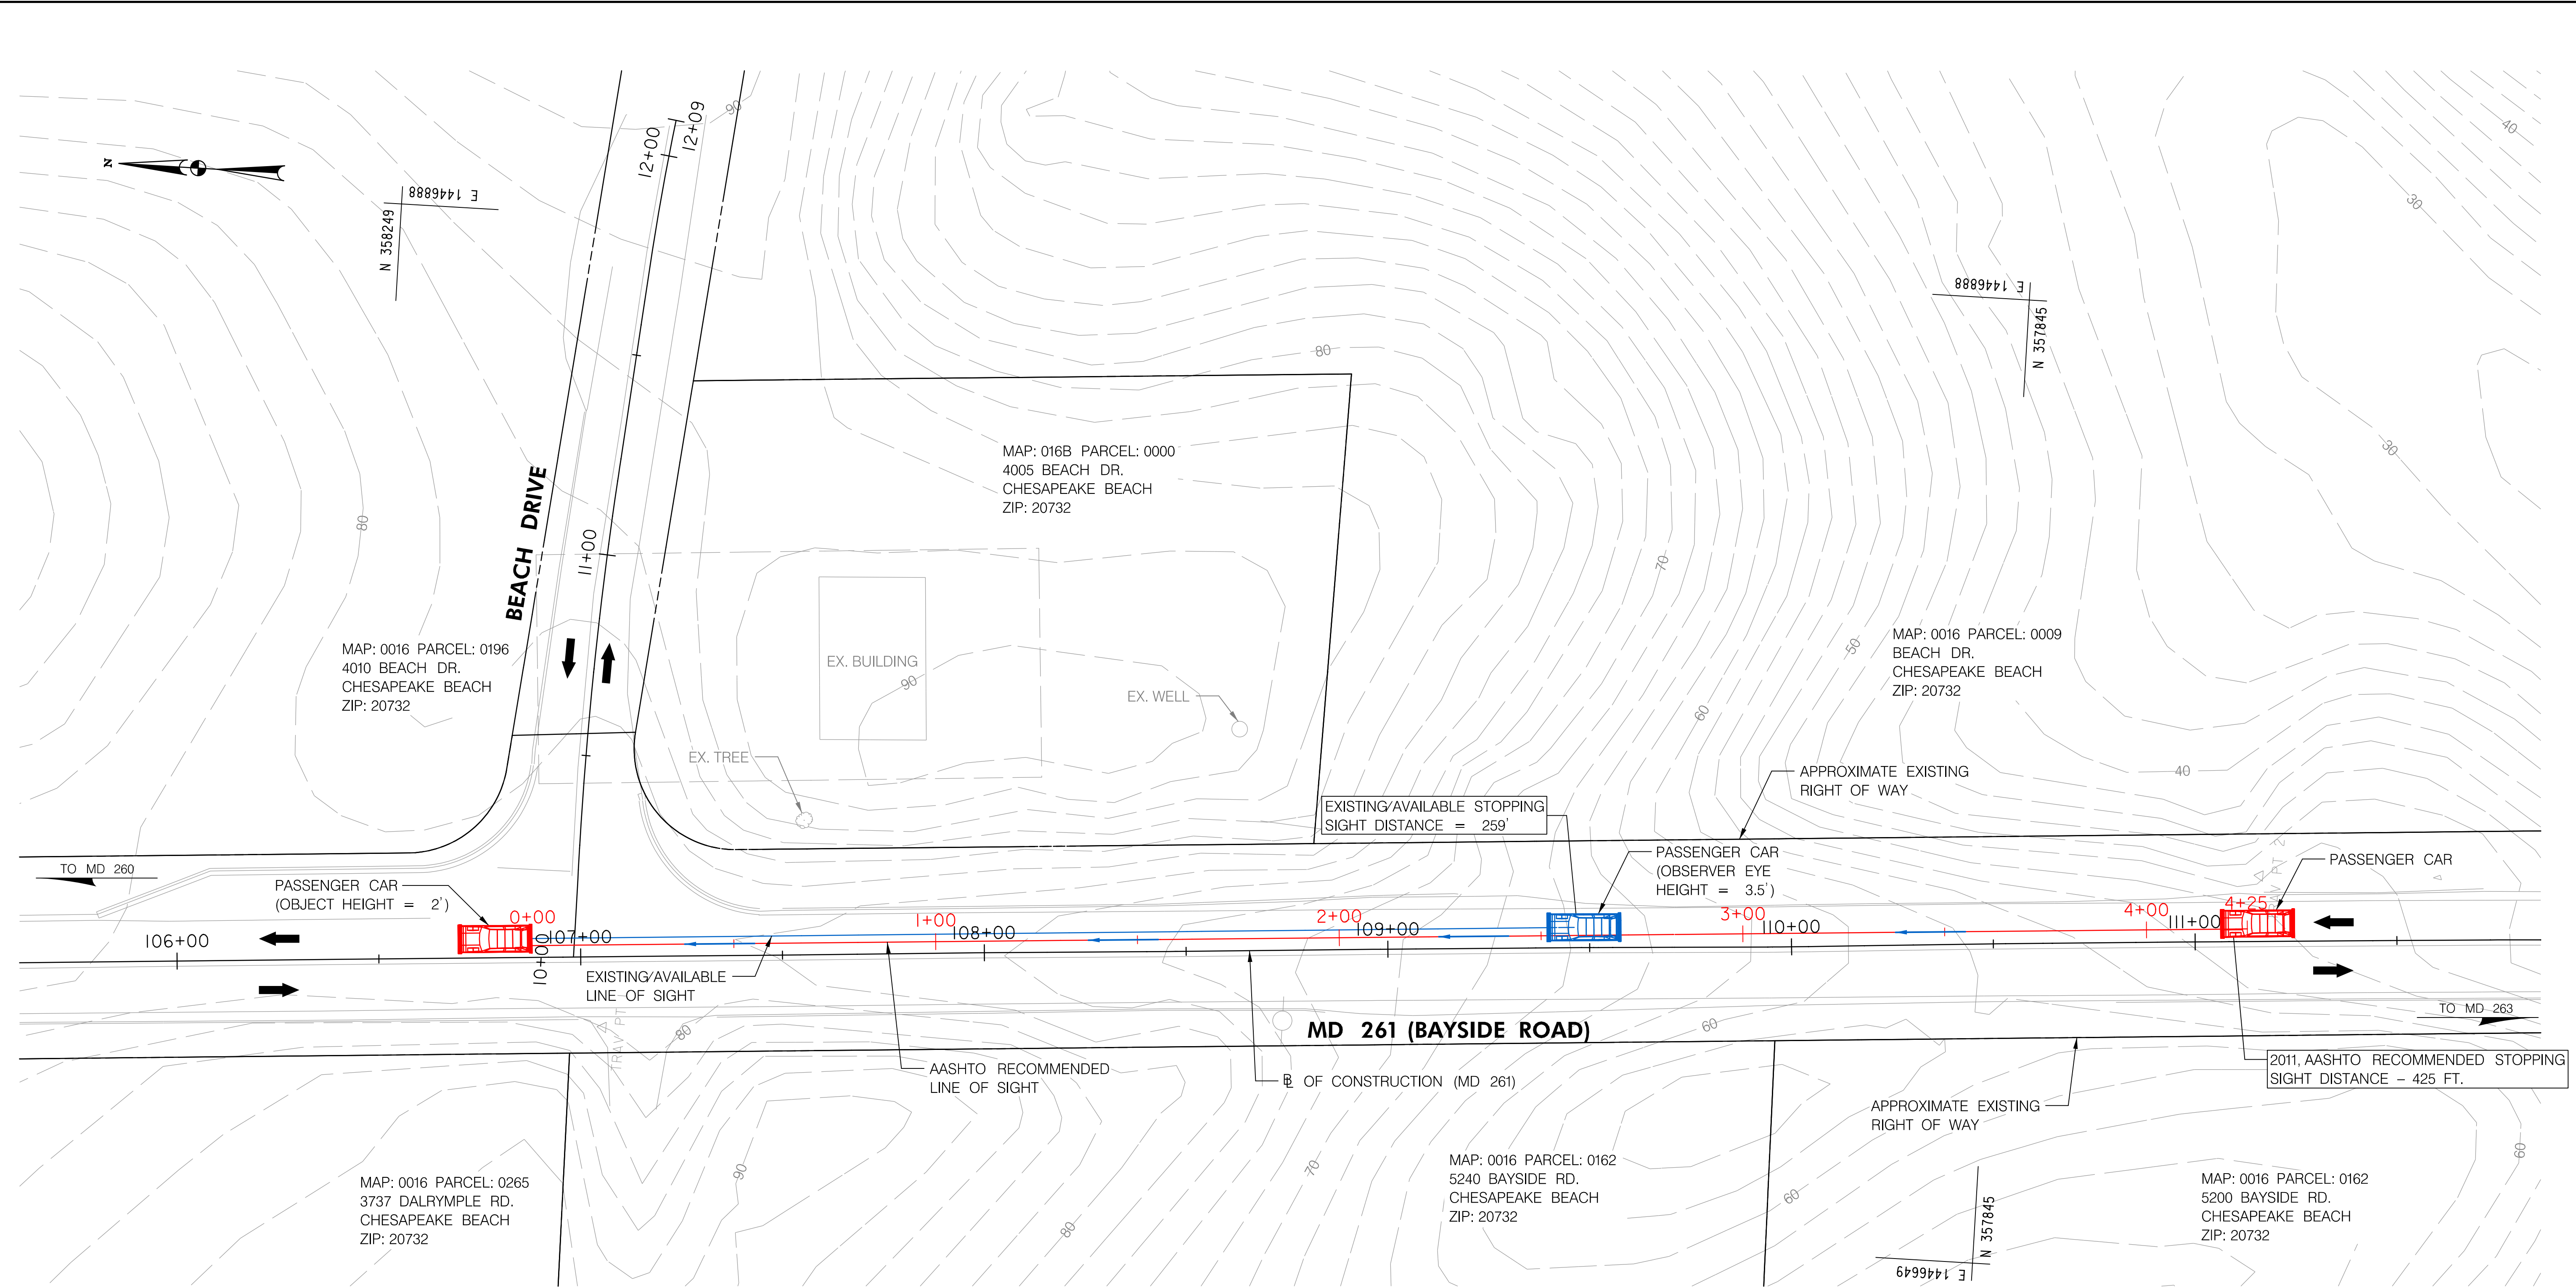 90
12+00
12+09
40
N
E 1446888
N 358249
30
E 1446888
N 357845
80
80
30
MAP: 016B PARCEL: 0000
4005 BEACH DR.
CHESAPEAKE BEACH
ZIP: 20732
BEACH DRIVE
11+00
70
50
MAP: 0016 PARCEL: 0009
BEACH DR.
CHESAPEAKE BEACH
ZIP: 20732
MAP: 0016 PARCEL: 0196
4010 BEACH DR.
CHESAPEAKE BEACH
ZIP: 20732
EX. BUILDING
90
EX. WELL
60
EX. TREE
40
APPROXIMATE EXISTING
RIGHT OF WAY
EXISTING/AVAILABLE STOPPING
SIGHT DISTANCE = 259'
TO MD 260
PASSENGER CAR
(OBJECT HEIGHT = 2')
PASSENGER CAR
(OBSERVER EYE
HEIGHT = 3.5')
PASSENGER CAR
0+00
1+00
2+00
3+00
4+00
4+25
106+00
107+00
108+00
109+00
110+00
111+00
10+00
EXISTING/AVAILABLE
LINE OF SIGHT
TRAV PT
80
MD 261 (BAYSIDE ROAD)
60
TO MD 263
AASHTO RECOMMENDED
LINE OF SIGHT
BL OF CONSTRUCTION (MD 261)
2011, AASHTO RECOMMENDED STOPPING
SIGHT DISTANCE – 425 FT.
APPROXIMATE EXISTING
RIGHT OF WAY
MAP: 0016 PARCEL: 0265
3737 DALRYMPLE RD.
CHESAPEAKE BEACH
ZIP: 20732
90
80
70
MAP: 0016 PARCEL: 0162
5240 BAYSIDE RD.
CHESAPEAKE BEACH
ZIP: 20732
60
60
MAP: 0016 PARCEL: 0162
5200 BAYSIDE RD.
CHESAPEAKE BEACH
ZIP: 20732
N 357845
E 1446649